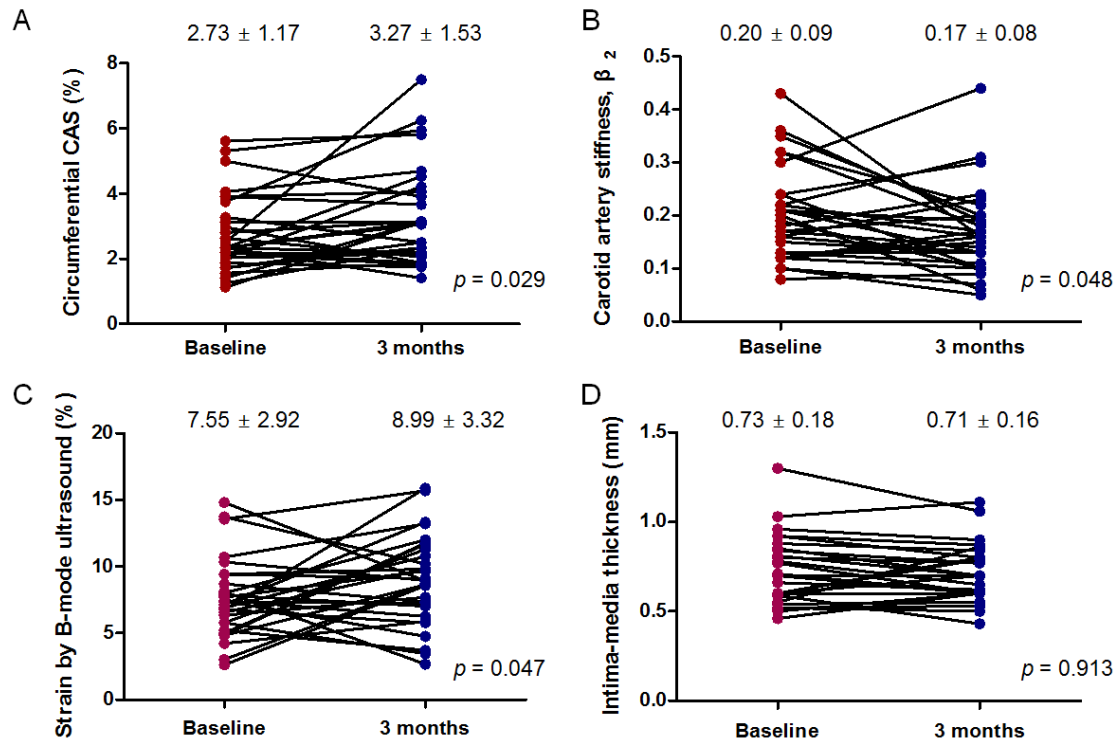 A
2.73 ± 1.17
3.27 ± 1.53
Circumferential CAS (%)
8
6
4
2
0
p = 0.029
Baseline
3 months
B
0.20 ± 0.09
0.17 ± 0.08
Carotid artery stiffness, β 2
0.5
0.4
0.3
0.2
0.1
0.0
p = 0.048
Baseline
3 months
C
7.55 ± 2.92
8.99 ± 3.32
Strain by B-mode ultrasound (%)
20
15
10
5
0
p = 0.047
Baseline
3 months
D
0.73 ± 0.18
0.71 ± 0.16
Intima-media thickness (mm)
1.5
1.0
0.5
0.0
p = 0.913
Baseline
3 months